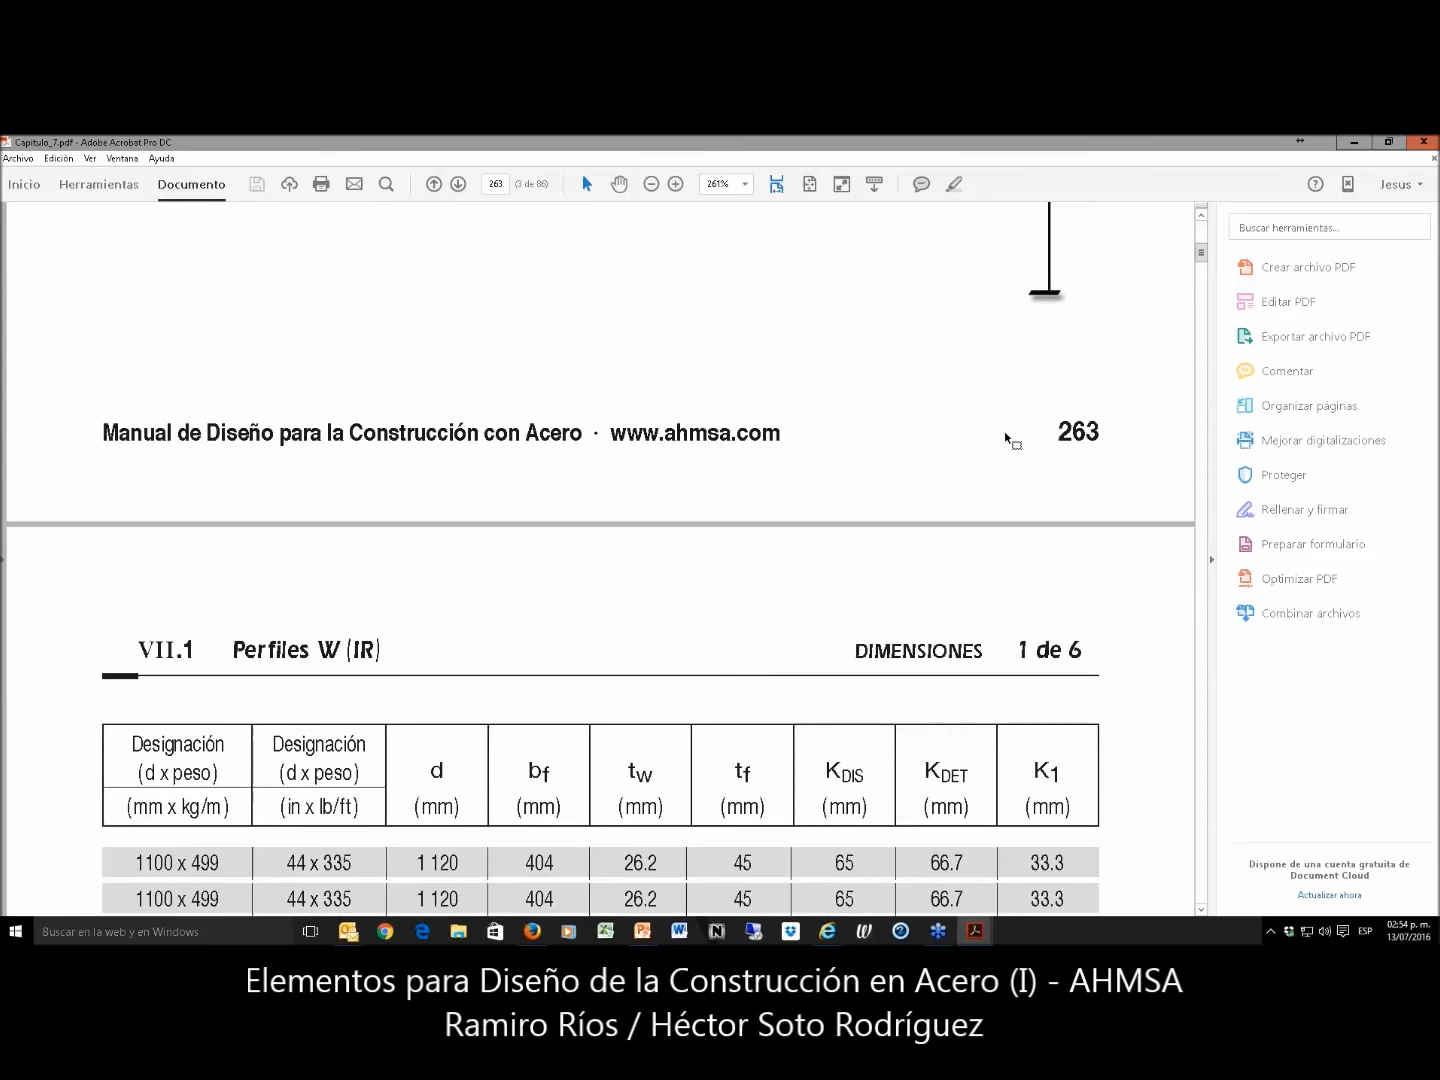 Capitulo_7.pdf - Adobe Acrobat Pro DC
Archivo Edición Ver Ventana Ayuda
Inicio Herramientas Documento 263 (3 de 86) 261% Jesus
Buscar herramientas...
Crear archivo PDF
Editar PDF
Exportar archivo PDF
Comentar
Organizar páginas
Mejorar digitalizaciones
Proteger
Rellenar y firmar
Preparar formulario
Optimizar PDF
Combinar archivos
Dispone de una cuenta gratuita de
Document Cloud
Actualizar ahora
Manual de Diseño para la Construcción con Acero · www.ahmsa.com 263
VII.1 Perfiles W (IR) DIMENSIONES 1 de 6
Designación Designación
(d x peso) (d x peso) d bf tw tf KDIS KDET K1
(mm x kg/m) (in x lb/ft) (mm) (mm) (mm) (mm) (mm) (mm) (mm)
1100 x 499 44 x 335 1 120 404 26.2 45 65 66.7 33.3
1100 x 499 44 x 335 1 120 404 26.2 45 65 66.7 33.3
Buscar en la web y en Windows ESP 02:54 p. m.
13/07/2016
Elementos para Diseño de la Construcción en Acero (I) - AHMSA
Ramiro Ríos / Héctor Soto Rodríguez